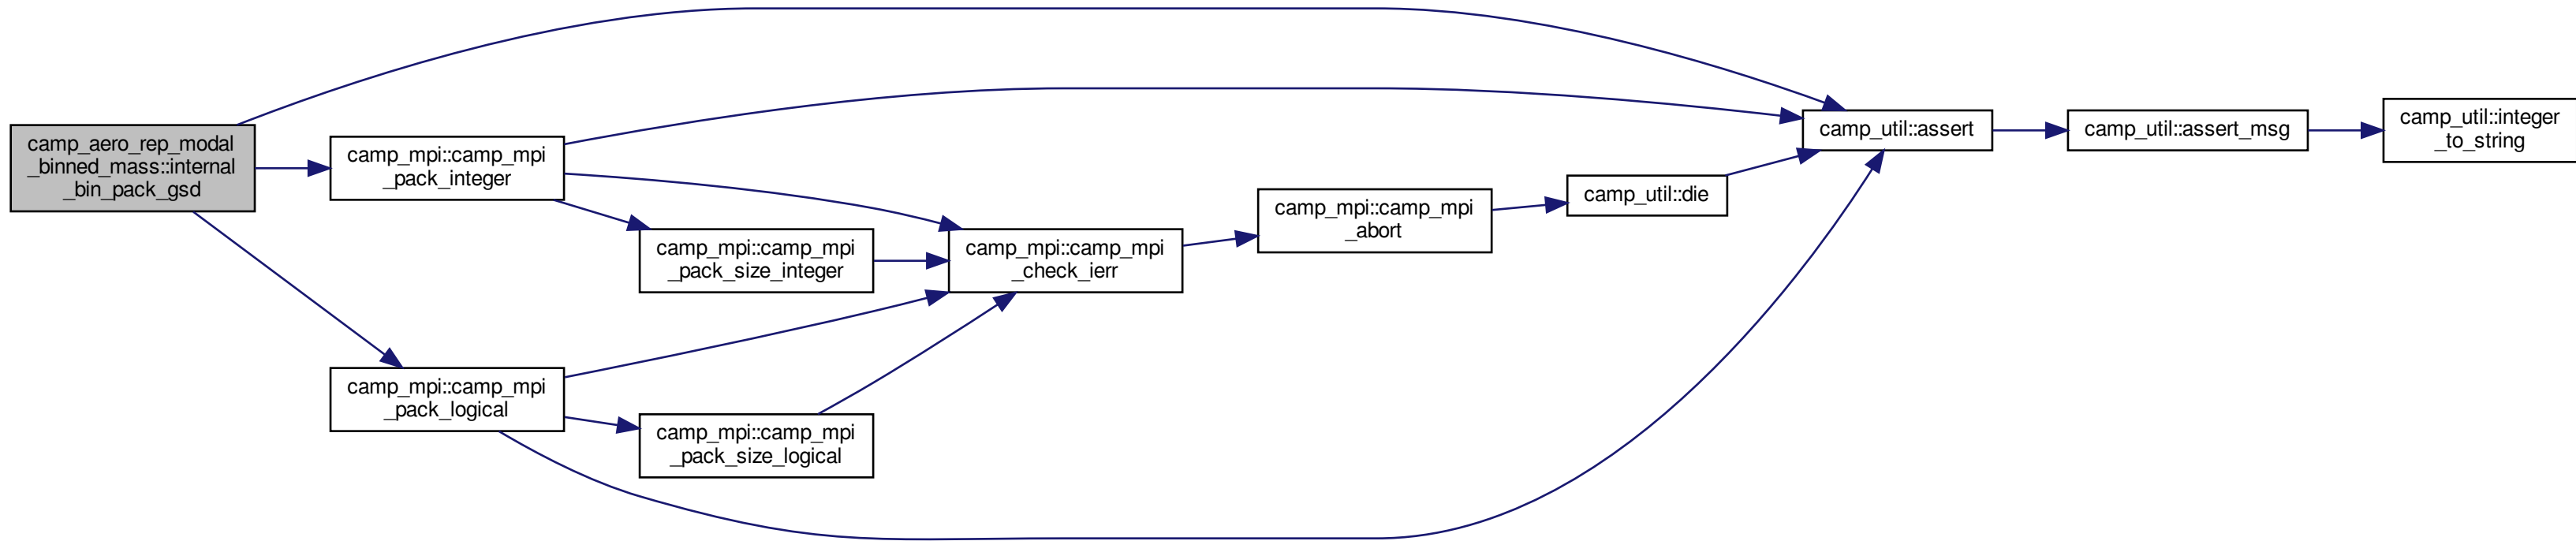 camp_aero_rep_modal
_binned_mass::internal
_bin_pack_gsd
camp_mpi::camp_mpi
_pack_integer
camp_mpi::camp_mpi
_pack_size_integer
camp_mpi::camp_mpi
_check_ierr
camp_mpi::camp_mpi
_abort
camp_util::die
camp_util::assert
camp_util::assert_msg
camp_util::integer
_to_string
camp_mpi::camp_mpi
_pack_logical
camp_mpi::camp_mpi
_pack_size_logical